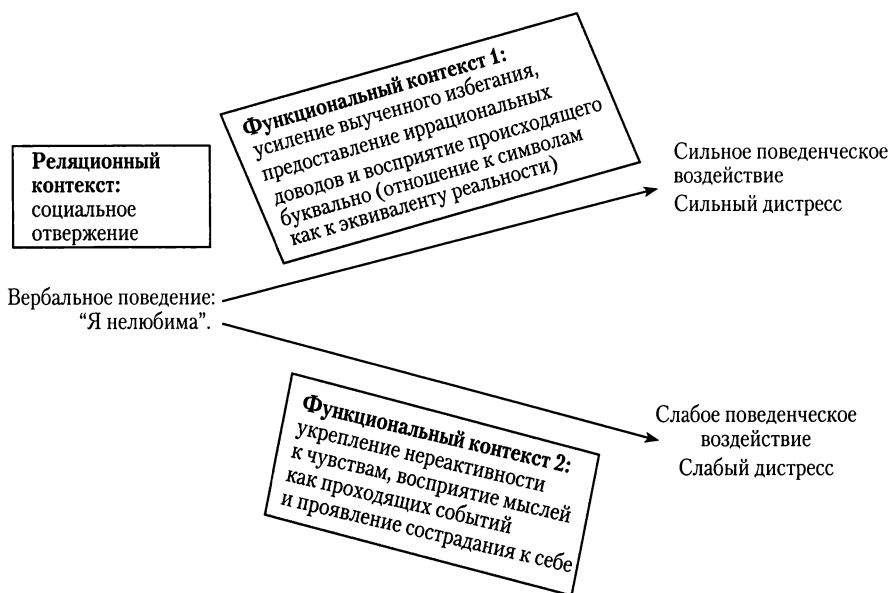 Функциональный контекст 1:
усиление выученного избегания,
предоставление иррациональных
доводов и восприятие происходящего
буквально (отношение к символам
как к эквиваленту реальности)
Реляционный
контекст:
социальное
отвержение
Сильное поведенческое
воздействие
Сильный дистресс
Вербальное поведение:
“Я нелюбима”.
Функциональный контекст 2:
укрепление нереактивности
к чувствам, восприятие мыслей
как проходящих событий
и проявление сострадания к себе
Слабое поведенческое
воздействие
Слабый дистресс